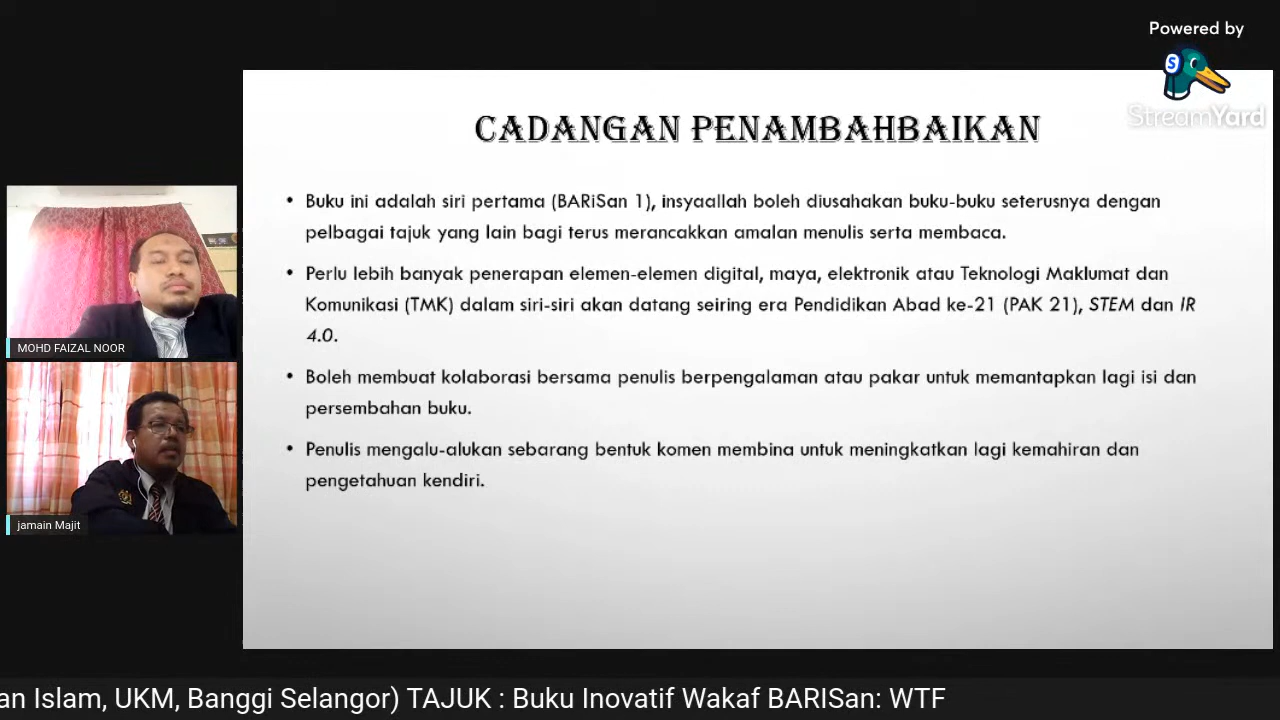 Powered by
StreamYard
CADANGAN PENAMBAHBAIKAN
• Buku ini adalah siri pertama (BARiSan 1), insyaallah boleh diusahakan buku-buku seterusnya dengan
pelbagai tajuk yang lain bagi terus merancakkan amalan menulis serta membaca.
• Perlu lebih banyak penerapan elemen-elemen digital, maya, elektronik atau Teknologi Maklumat dan
Komunikasi (TMK) dalam siri-siri akan datang seiring era Pendidikan Abad ke-21 (PAK 21), STEM dan IR
4.0.
• Boleh membuat kolaborasi bersama penulis berpengalaman atau pakar untuk memantapkan lagi isi dan
persembahan buku.
• Penulis mengalu-alukan sebarang bentuk komen membina untuk meningkatkan lagi kemahiran dan
pengetahuan kendiri.
MOHD FAIZAL NOOR
jamain Majit
an Islam, UKM, Banggi Selangor) TAJUK : Buku Inovatif Wakaf BARISan: WTF